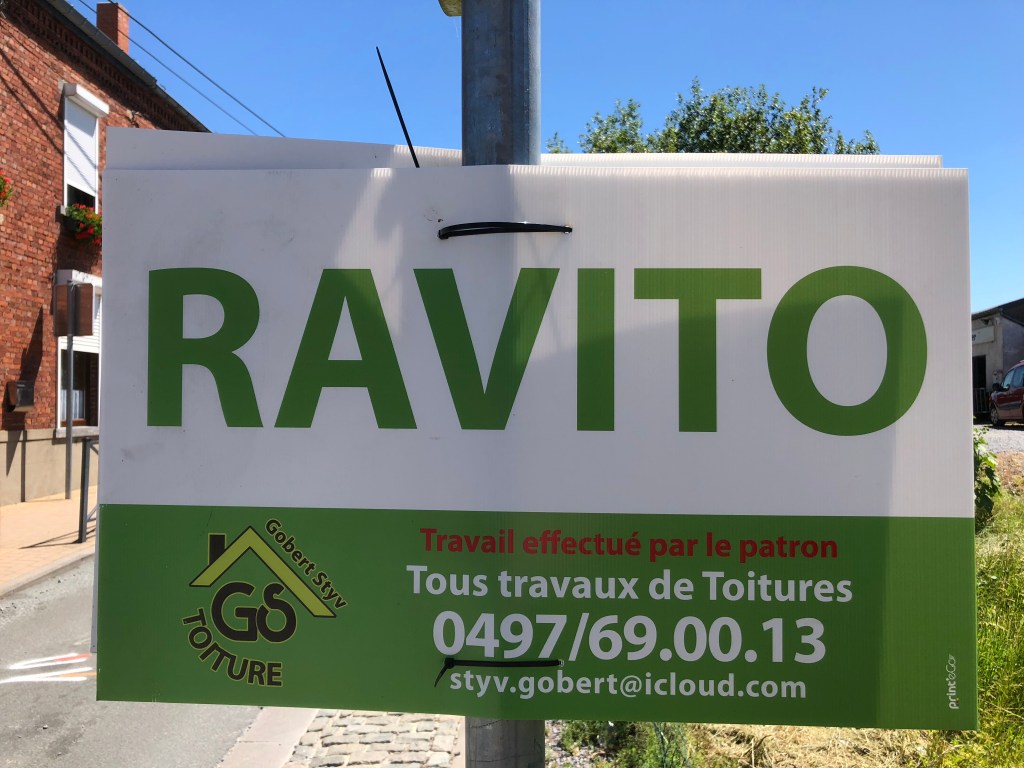 RAVITO
Gobert Styv
GS
TOITURE
Travail effectué par le patron
Tous travaux de Toitures
0497/69.00.13
styv.gobert@icloud.com
print'eGor